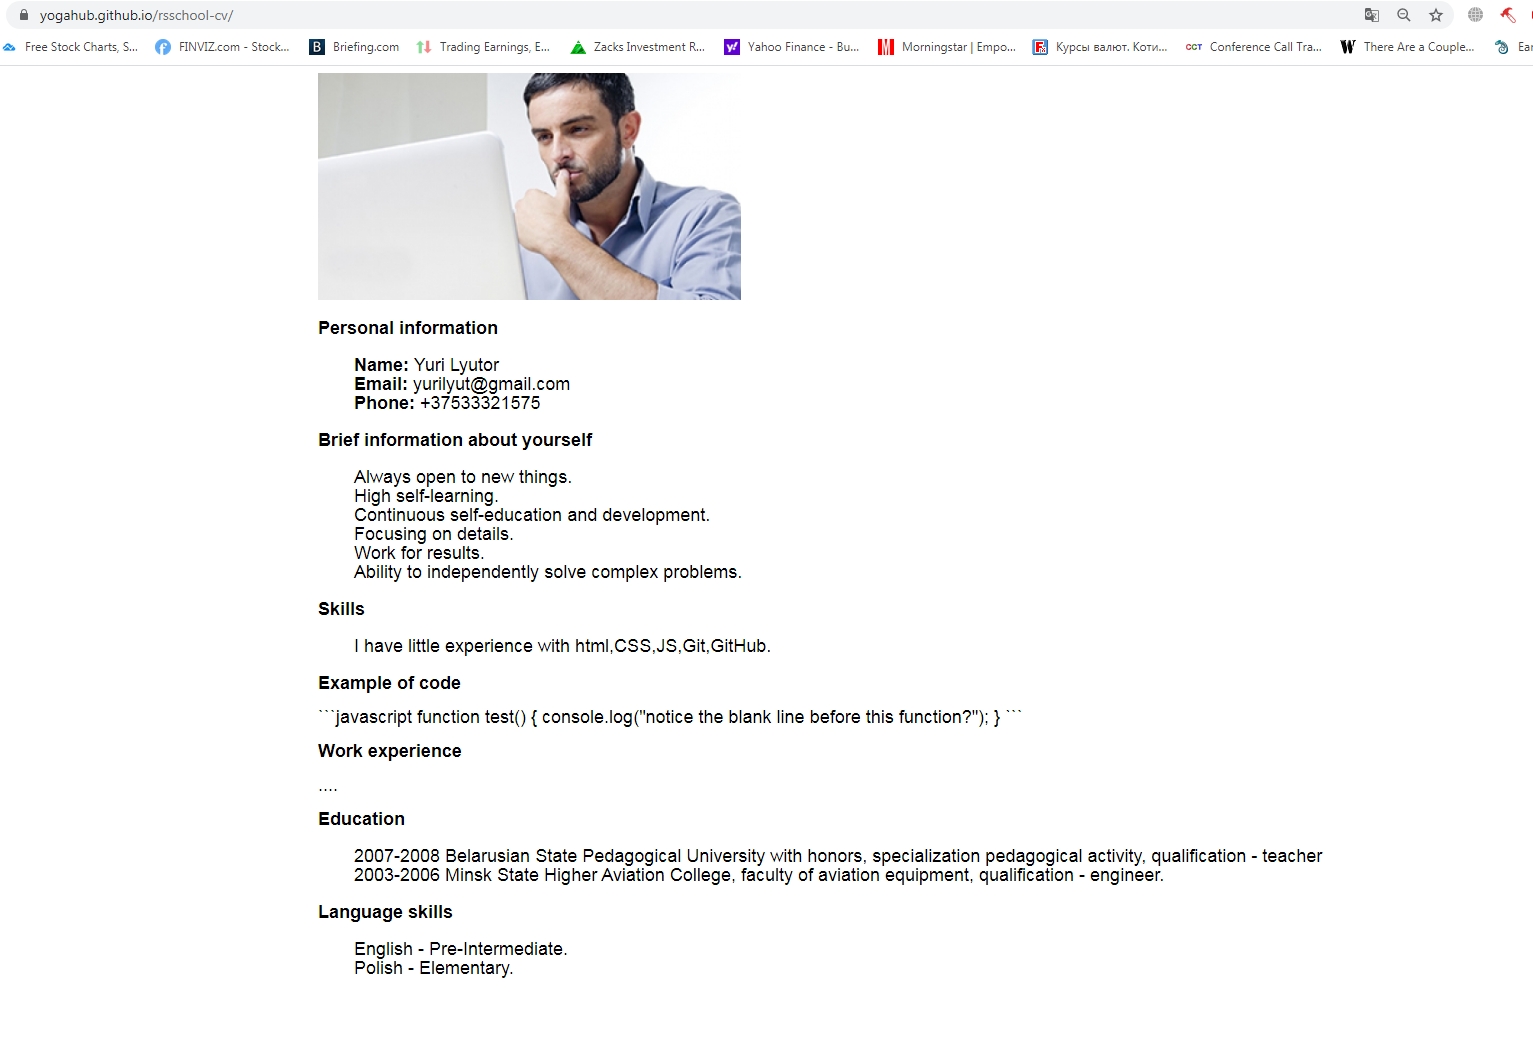 yogahub.github.io/rsschool-cv/
Free Stock Charts, S... FINVIZ.com - Stock... Briefing.com Trading Earnings, E... Zacks Investment R... Yahoo Finance - Bu... Morningstar | Empo... Курсы валют. Коти... CCT Conference Call Tra... W There Are a Couple... Ear
Personal information
Name: Yuri Lyutor
Email: yurilyut@gmail.com
Phone: +37533321575
Brief information about yourself
Always open to new things.
High self-learning.
Continuous self-education and development.
Focusing on details.
Work for results.
Ability to independently solve complex problems.
Skills
I have little experience with html,CSS,JS,Git,GitHub.
Example of code
```javascript function test() { console.log("notice the blank line before this function?"); } ```
Work experience
....
Education
2007-2008 Belarusian State Pedagogical University with honors, specialization pedagogical activity, qualification - teacher
2003-2006 Minsk State Higher Aviation College, faculty of aviation equipment, qualification - engineer.
Language skills
English - Pre-Intermediate.
Polish - Elementary.